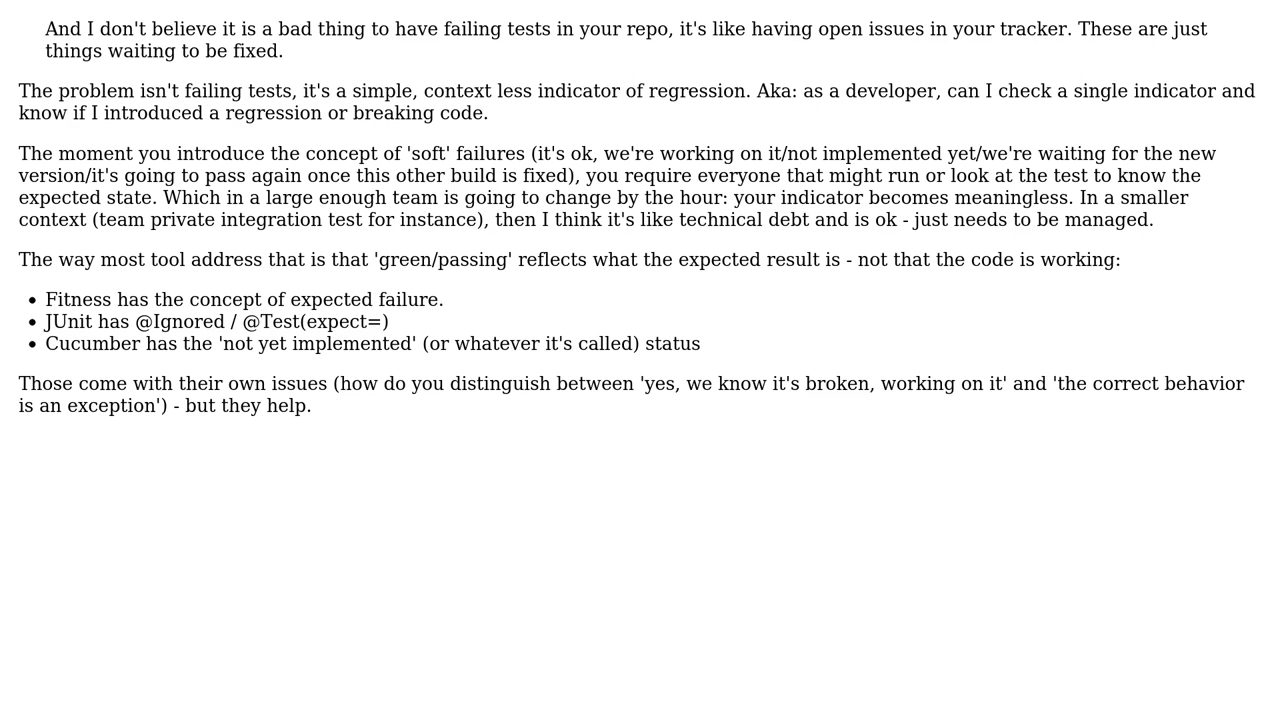 And I don't believe it is a bad thing to have failing tests in your repo, it's like having open issues in your tracker. These are just
things waiting to be fixed.
The problem isn't failing tests, it's a simple, context less indicator of regression. Aka: as a developer, can I check a single indicator and
know if I introduced a regression or breaking code.
The moment you introduce the concept of 'soft' failures (it's ok, we're working on it/not implemented yet/we're waiting for the new
version/it's going to pass again once this other build is fixed), you require everyone that might run or look at the test to know the
expected state. Which in a large enough team is going to change by the hour: your indicator becomes meaningless. In a smaller
context (team private integration test for instance), then I think it's like technical debt and is ok - just needs to be managed.
The way most tool address that is that 'green/passing' reflects what the expected result is - not that the code is working:
• Fitness has the concept of expected failure.
• JUnit has @Ignored / @Test(expect=)
• Cucumber has the 'not yet implemented' (or whatever it's called) status
Those come with their own issues (how do you distinguish between 'yes, we know it's broken, working on it' and 'the correct behavior
is an exception') - but they help.